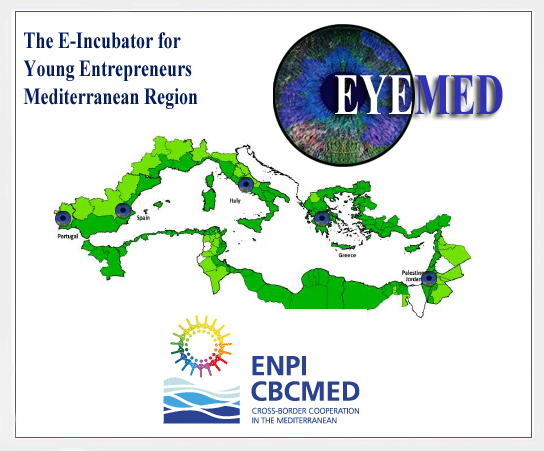 The E-Incubator for
Young Entrepreneurs
Mediterranean Region
EYEMED
Portugal
Spain
Italy
Greece
Palestine
Jordan
ENPI
CBCMED
CROSS-BORDER COOPERATION
IN THE MEDITERRANEAN